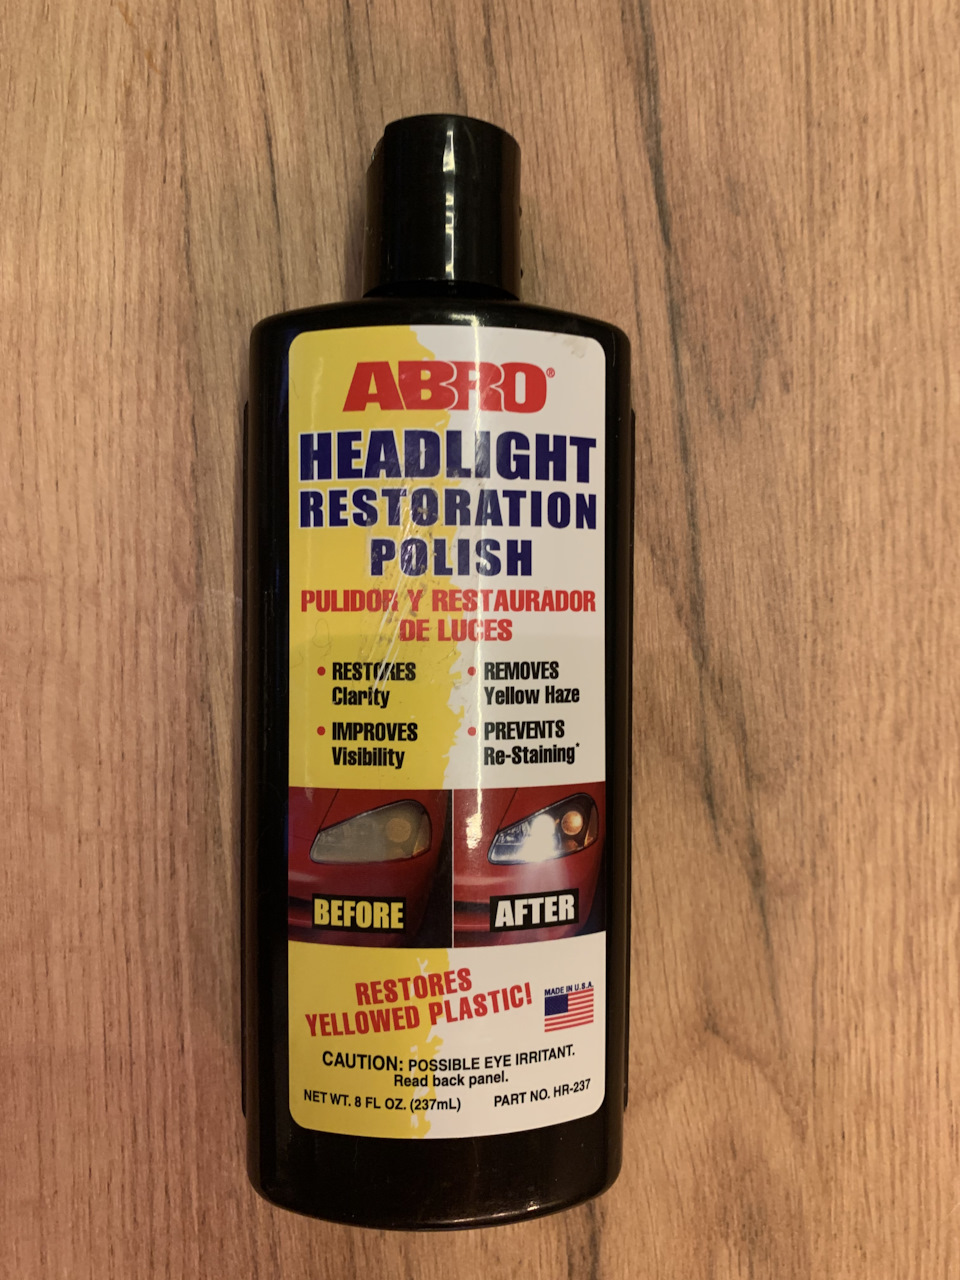 ABRO®
HEADLIGHT
RESTORATION
POLISH
PULIDOR Y RESTAURADOR
DE LUCES
• RESTORES
Clarity
• REMOVES
Yellow Haze
• IMPROVES
Visibility
• PREVENTS
Re-Staining*
BEFORE
AFTER
RESTORES
YELLOWED PLASTIC!
MADE IN U.S.A.
CAUTION: POSSIBLE EYE IRRITANT.
Read back panel.
NET WT. 8 FL OZ. (237mL)
PART NO. HR-237